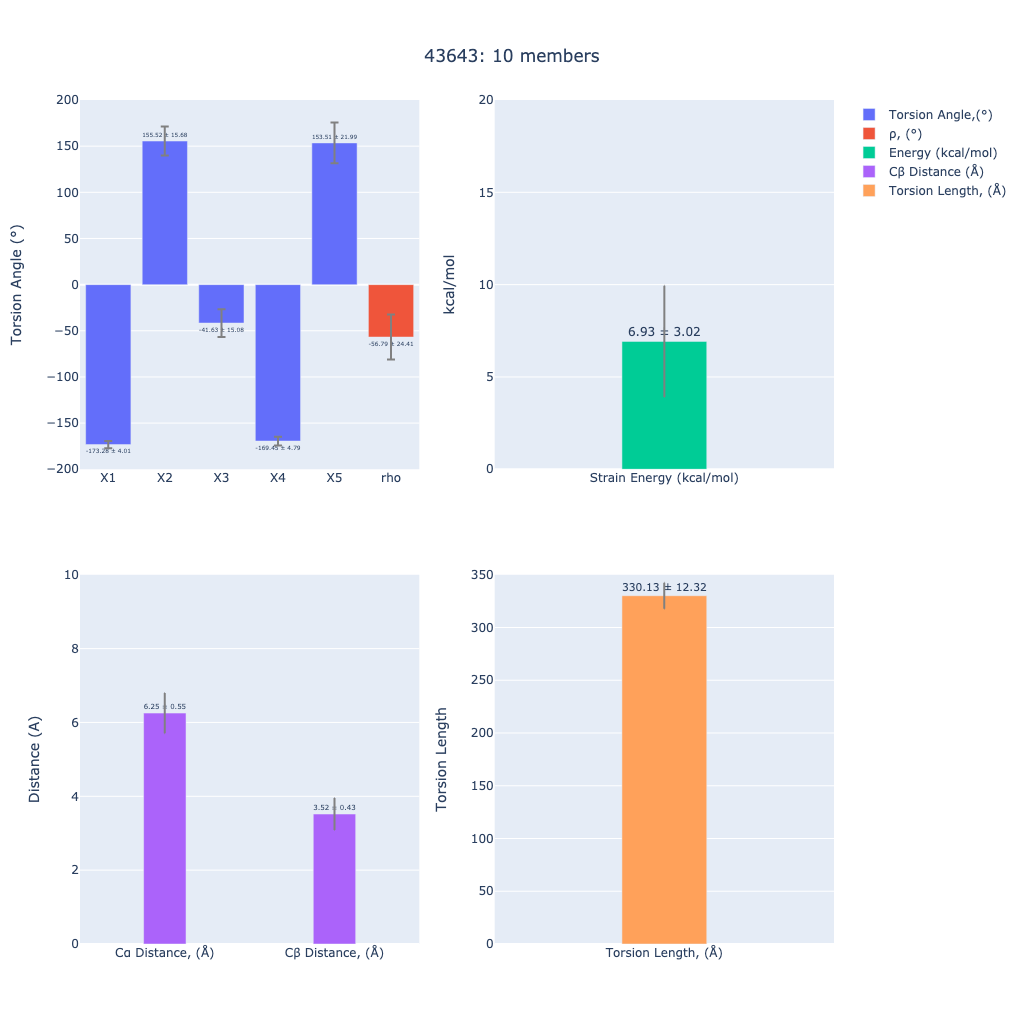 43643: 10 members
Torsion Angle (°)
200
150
100
50
0
−50
−100
−150
−200
155.52 ± 15.68
153.51 ± 21.99
-41.63 ± 15.08
-56.79 ± 24.41
-173.28 ± 4.01
-169.45 ± 4.79
X1 X2 X3 X4 X5 rho
kcal/mol
20
15
10
5
0
6.93 ± 3.02
Strain Energy (kcal/mol)
Torsion Angle,(°)
ρ, (°)
Energy (kcal/mol)
Cβ Distance (Å)
Torsion Length, (Å)
Distance (A)
10
8
6
4
2
0
6.25 ± 0.55
3.52 ± 0.43
Cα Distance, (Å) Cβ Distance, (Å)
Torsion Length
350
300
250
200
150
100
50
0
330.13 ± 12.32
Torsion Length, (Å)